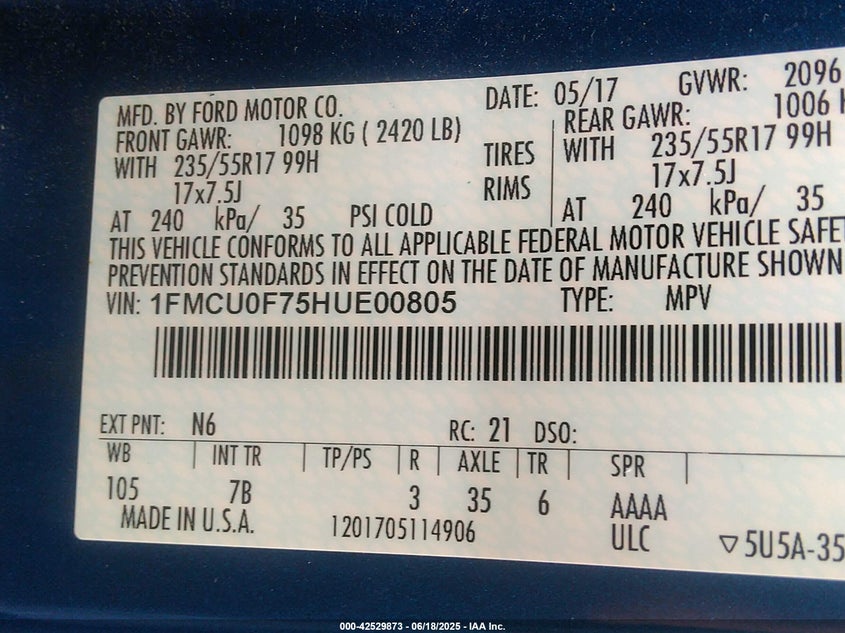 MFD. BY FORD MOTOR CO. DATE: 05/17 GVWR: 2096
FRONT GAWR: 1098 KG ( 2420 LB) REAR GAWR: 1006
WITH 235/55R17 99H TIRES WITH 235/55R17 99H
17x7.5J RIMS 17x7.5J
AT 240 kPa/ 35 PSI COLD AT 240 kPa/ 35
THIS VEHICLE CONFORMS TO ALL APPLICABLE FEDERAL MOTOR VEHICLE SAFET
PREVENTION STANDARDS IN EFFECT ON THE DATE OF MANUFACTURE SHOWN
VIN: 1FMCU0F75HUE00805 TYPE: MPV
EXT PNT: N6 RC: 21 DSO:
WB INT TR TP/PS R AXLE TR SPR
105 7B 3 35 6 AAAA
MADE IN U.S.A. 1201705114906 ULC ▽5U5A-35
000-42529873 - 06/18/2025 - IAA Inc.